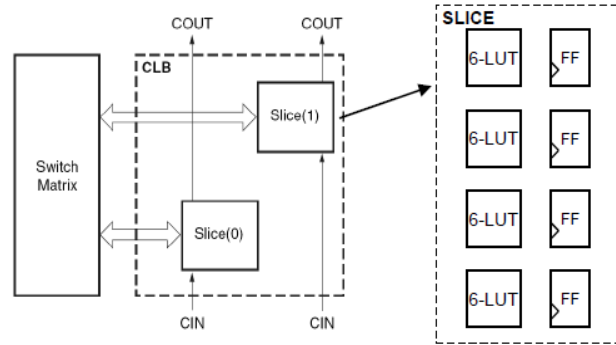 COUT
COUT
CLB
Slice(1)
Switch
Matrix
Slice(0)
CIN
CIN
SLICE
6-LUT
FF
6-LUT
FF
6-LUT
FF
6-LUT
FF